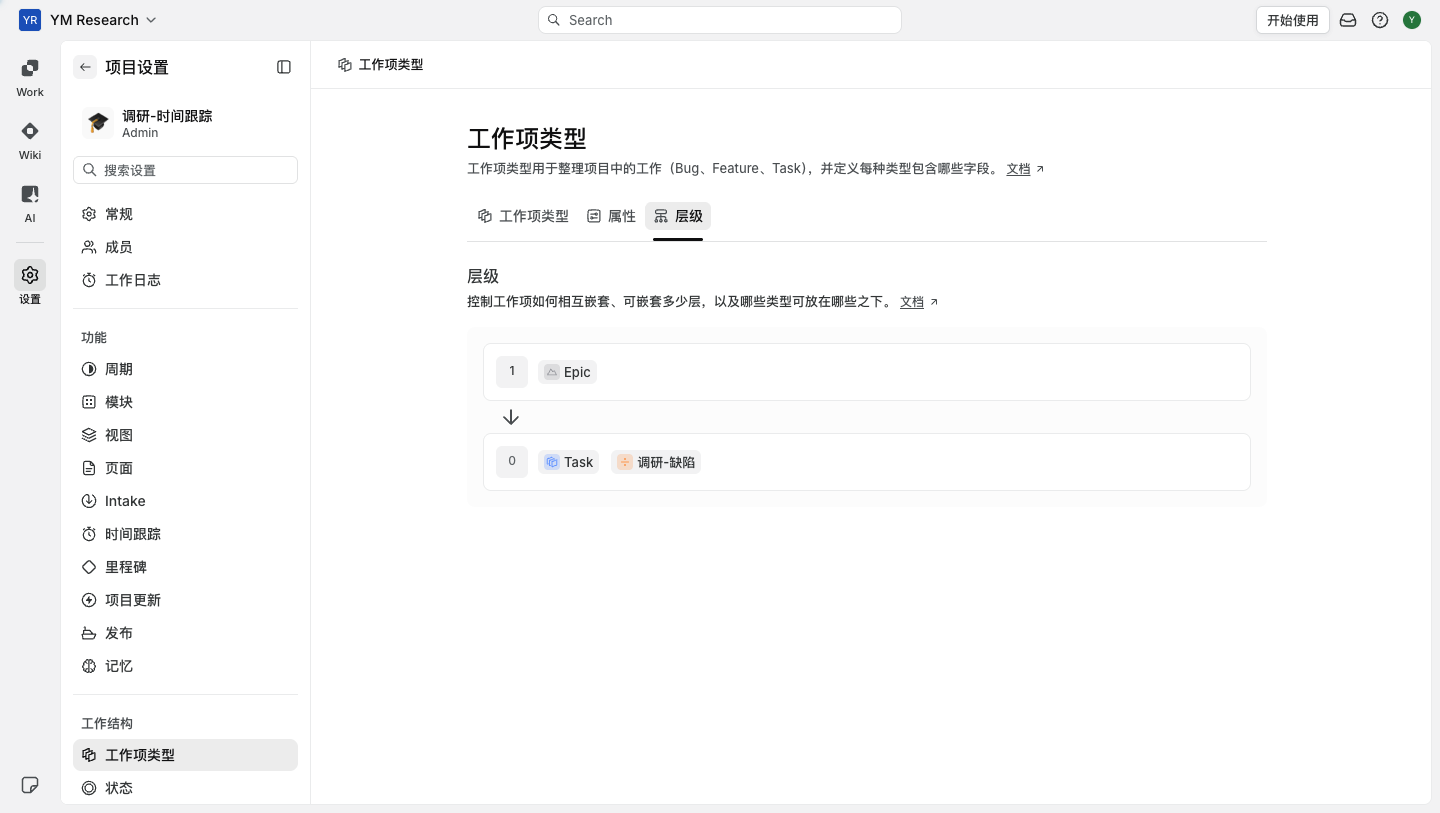 YR YM Research
Search
开始使用
Y
Work
Wiki
AI
设置
项目设置
调研-时间跟踪
Admin
搜索设置
常规
成员
工作日志
功能
周期
模块
视图
页面
Intake
时间跟踪
里程碑
项目更新
发布
记忆
工作结构
工作项类型
状态
工作项类型
工作项类型
工作项类型用于整理项目中的工作（Bug、Feature、Task），并定义每种类型包含哪些字段。 文档
工作项类型 属性 层级
层级
控制工作项如何相互嵌套、可嵌套多少层，以及哪些类型可放在哪些之下。 文档
1 Epic
0 Task 调研-缺陷